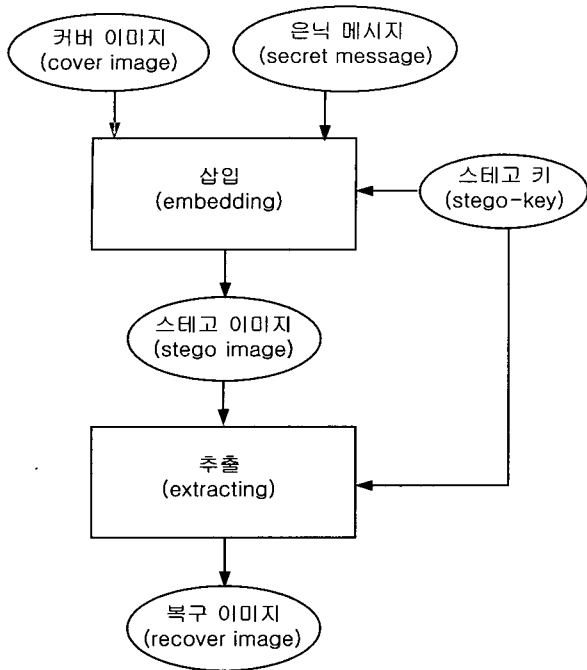 커버 이미지
(cover image)
은닉 메시지
(secret message)
삽입
(embedding)
스테고 키
(stego-key)
스테고 이미지
(stego image)
추출
(extracting)
복구 이미지
(recover image)